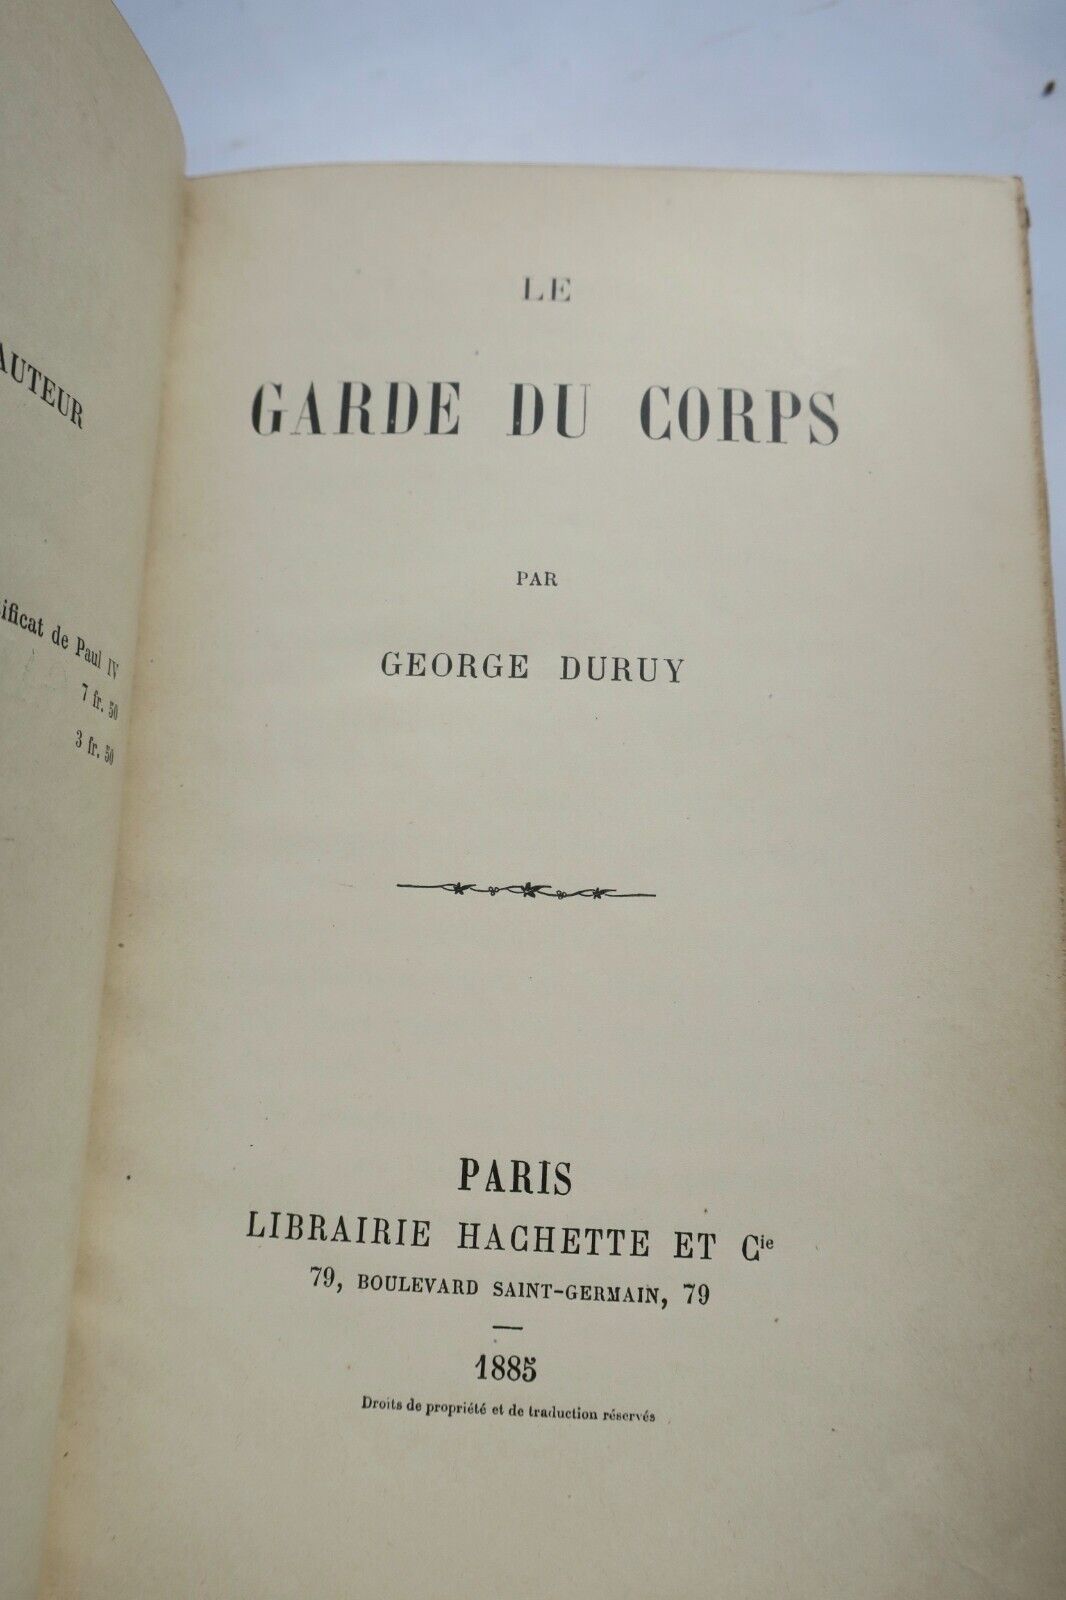 AUTEUR
de Paul IV
7 fr. 50
3 fr. 50
LE
GARDE DU CORPS
PAR
GEORGE DURUY
PARIS
LIBRAIRIE HACHETTE ET Cie
79, BOULEVARD SAINT-GERMAIN, 79
1885
Droits de propriété et de traduction réservés